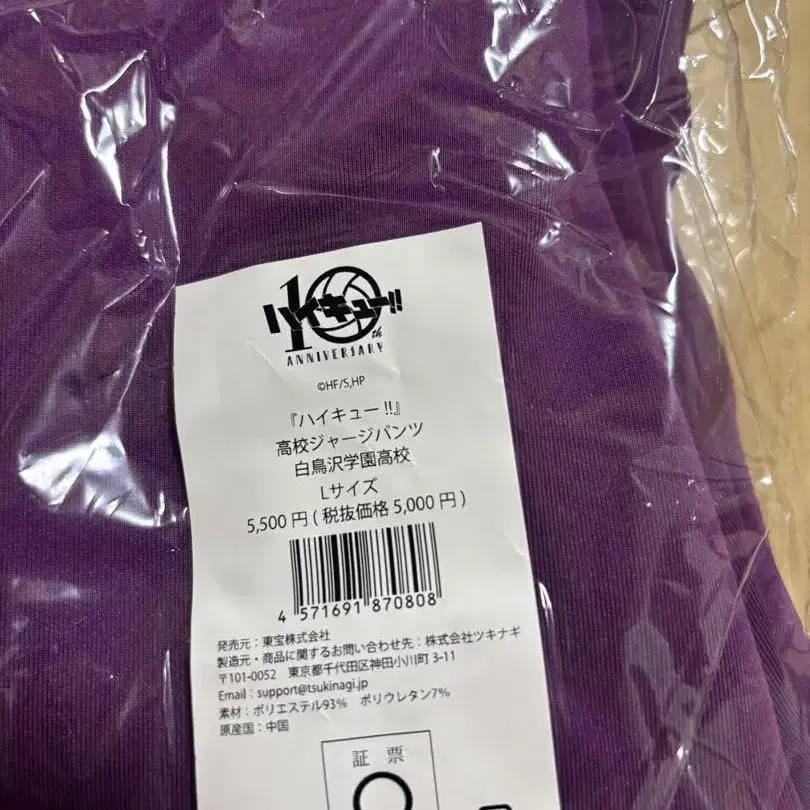 10th
ハイキュー!!
ANNIVERSARY
©HF/S,HP
『ハイキュー!!』
高校ジャージパンツ
白鳥沢学園高校
Lサイズ
5,500円(税抜価格5,000円)
4 571691 870808
発売元:東宝株式会社
製造元・商品に関するお問い合わせ先:株式会社ツキナギ
〒101-0052 東京都千代田区神田小川町3-11
Email:support@tsukinagi.jp
素材:ポリエステル93% ポリウレタン7%
原産国:中国
証票